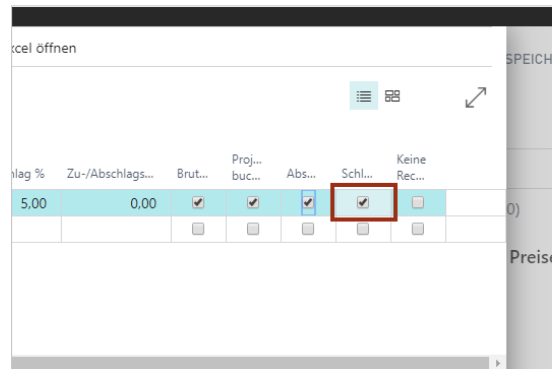 xcel öffnen
SPEICH
hlag %
Zu-/Abschlags...
Brut...
Proj...
buc...
Abs...
Schl...
Keine
Rec...
5,00
0,00
0)
Preise